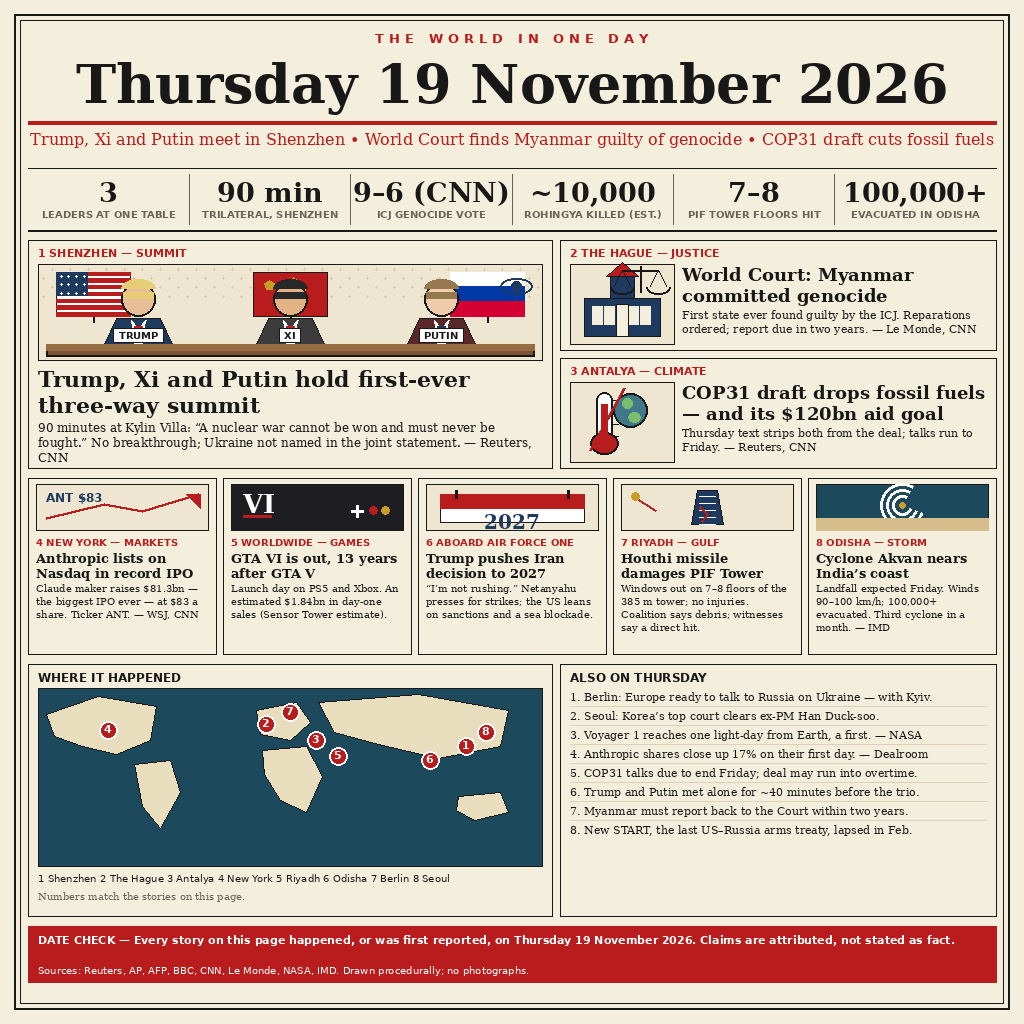 THE WORLD IN ONE DAY
Thursday 19 November 2026
Trump, Xi and Putin meet in Shenzhen • World Court finds Myanmar guilty of genocide • COP31 draft cuts fossil fuels
3
LEADERS AT ONE TABLE
90 min
TRILATERAL, SHENZHEN
9–6 (CNN)
ICJ GENOCIDE VOTE
~10,000
ROHINGYA KILLED (EST.)
7–8
PIF TOWER FLOORS HIT
100,000+
EVACUATED IN ODISHA
1 SHENZHEN — SUMMIT
TRUMP
XI
PUTIN
Trump, Xi and Putin hold first-ever
three-way summit
90 minutes at Kylin Villa: “A nuclear war cannot be won and must never be
fought.” No breakthrough; Ukraine not named in the joint statement. — Reuters,
CNN
2 THE HAGUE — JUSTICE
World Court: Myanmar
committed genocide
First state ever found guilty by the ICJ. Reparations
ordered; report due in two years. — Le Monde, CNN
3 ANTALYA — CLIMATE
COP31 draft drops fossil fuels
— and its $120bn aid goal
Thursday text strips both from the deal; talks run to
Friday. — Reuters, CNN
ANT $83
4 NEW YORK — MARKETS
Anthropic lists on
Nasdaq in record IPO
Claude maker raises $81.3bn —
the biggest IPO ever — at $83 a
share. Ticker ANT. — WSJ, CNN
VI
5 WORLDWIDE — GAMES
GTA VI is out, 13 years
after GTA V
Launch day on PS5 and Xbox. An
estimated $1.84bn in day-one
sales (Sensor Tower estimate).
2027
6 ABOARD AIR FORCE ONE
Trump pushes Iran
decision to 2027
“I’m not rushing.” Netanyahu
presses for strikes; the US leans
on sanctions and a sea blockade.
7 RIYADH — GULF
Houthi missile
damages PIF Tower
Windows out on 7–8 floors of the
385 m tower; no injuries.
Coalition says debris; witnesses
say a direct hit.
8 ODISHA — STORM
Cyclone Akvan nears
India’s coast
Landfall expected Friday. Winds
90–100 km/h; 100,000+
evacuated. Third cyclone in a
month. — IMD
WHERE IT HAPPENED
4
2
7
3
5
6
1
8
1 Shenzhen 2 The Hague 3 Antalya 4 New York 5 Riyadh 6 Odisha 7 Berlin 8 Seoul
Numbers match the stories on this page.
ALSO ON THURSDAY
1. Berlin: Europe ready to talk to Russia on Ukraine — with Kyiv.
2. Seoul: Korea’s top court clears ex-PM Han Duck-soo.
3. Voyager 1 reaches one light-day from Earth, a first. — NASA
4. Anthropic shares close up 17% on their first day. — Dealroom
5. COP31 talks due to end Friday; deal may run into overtime.
6. Trump and Putin met alone for ~40 minutes before the trio.
7. Myanmar must report back to the Court within two years.
8. New START, the last US–Russia arms treaty, lapsed in Feb.
DATE CHECK — Every story on this page happened, or was first reported, on Thursday 19 November 2026. Claims are attributed, not stated as fact.
Sources: Reuters, AP, AFP, BBC, CNN, Le Monde, NASA, IMD. Drawn procedurally; no photographs.